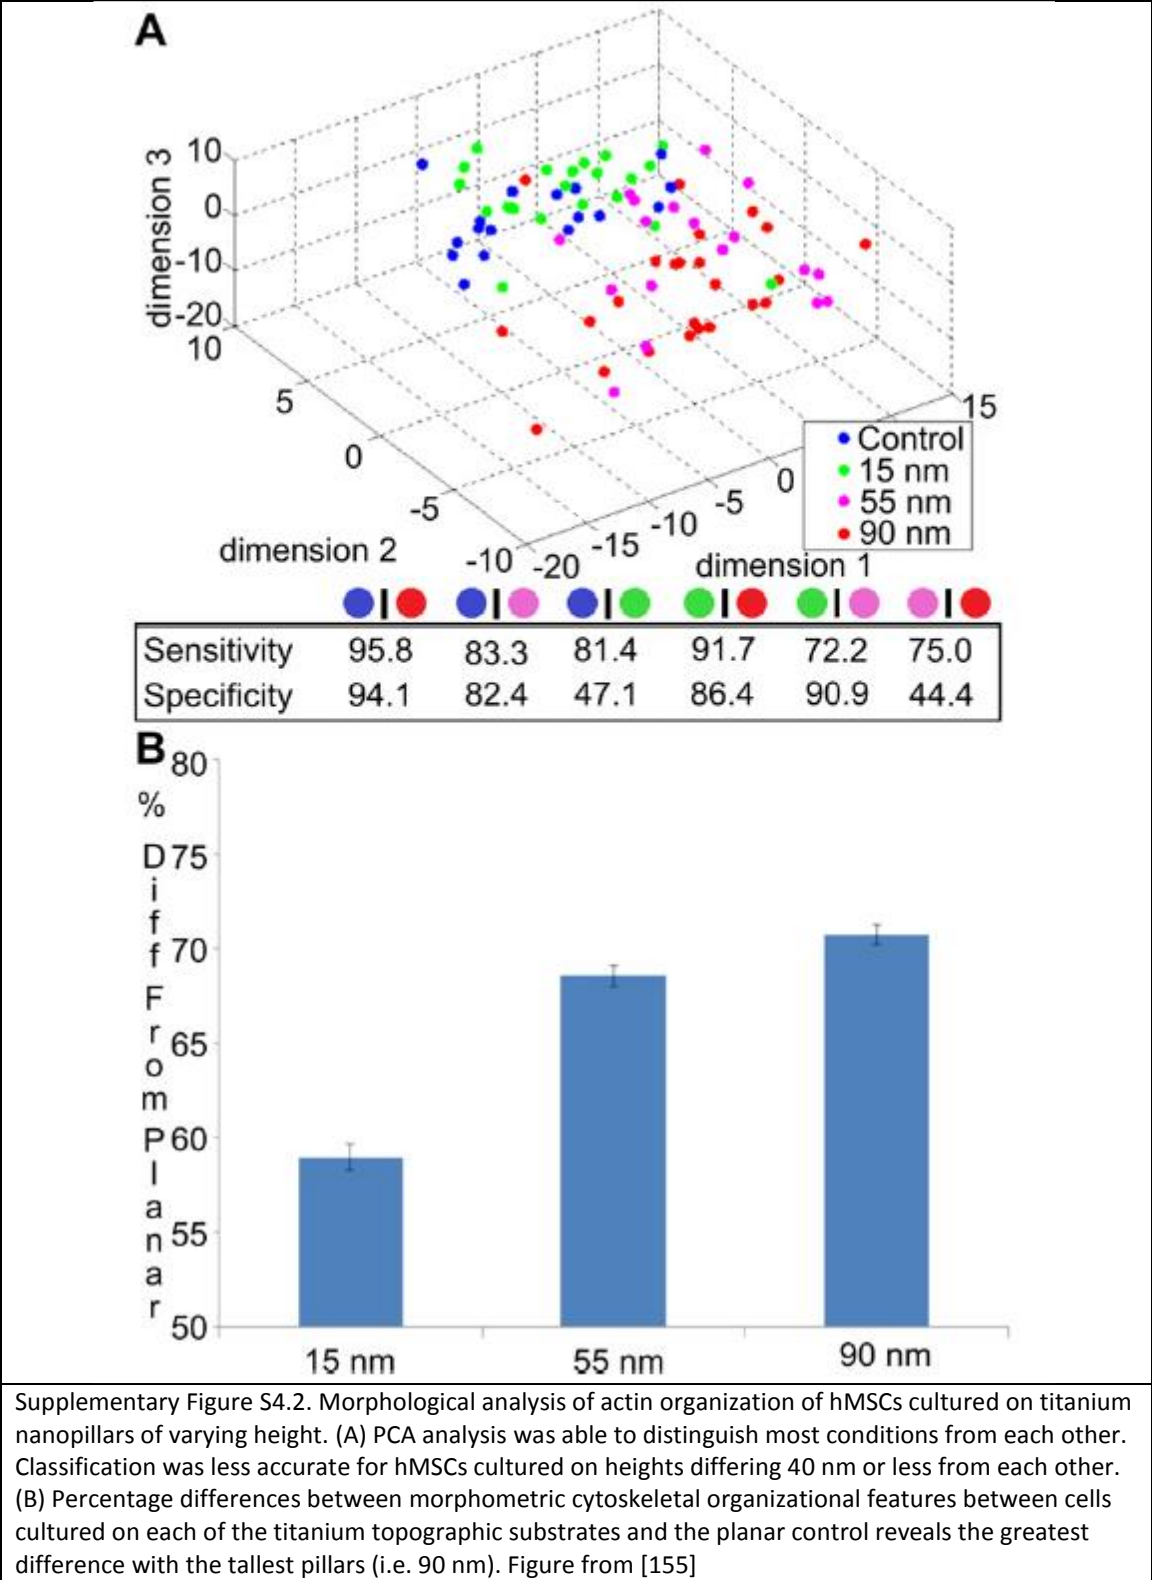 A
10
0
-10
-20
dimension 3
10
5
0
-5
-10
dimension 2
-20
-15
-10
-5
0
15
dimension 1
Control
15 nm
55 nm
90 nm
Sensitivity 95.8 83.3 81.4 91.7 72.2 75.0
Specificity 94.1 82.4 47.1 86.4 90.9 44.4
B
% Diff From Planar
80
75
70
65
60
55
50
15 nm 55 nm 90 nm
Supplementary Figure S4.2. Morphological analysis of actin organization of hMSCs cultured on titanium
nanopillars of varying height. (A) PCA analysis was able to distinguish most conditions from each other.
Classification was less accurate for hMSCs cultured on heights differing 40 nm or less from each other.
(B) Percentage differences between morphometric cytoskeletal organizational features between cells
cultured on each of the titanium topographic substrates and the planar control reveals the greatest
difference with the tallest pillars (i.e. 90 nm). Figure from [155]